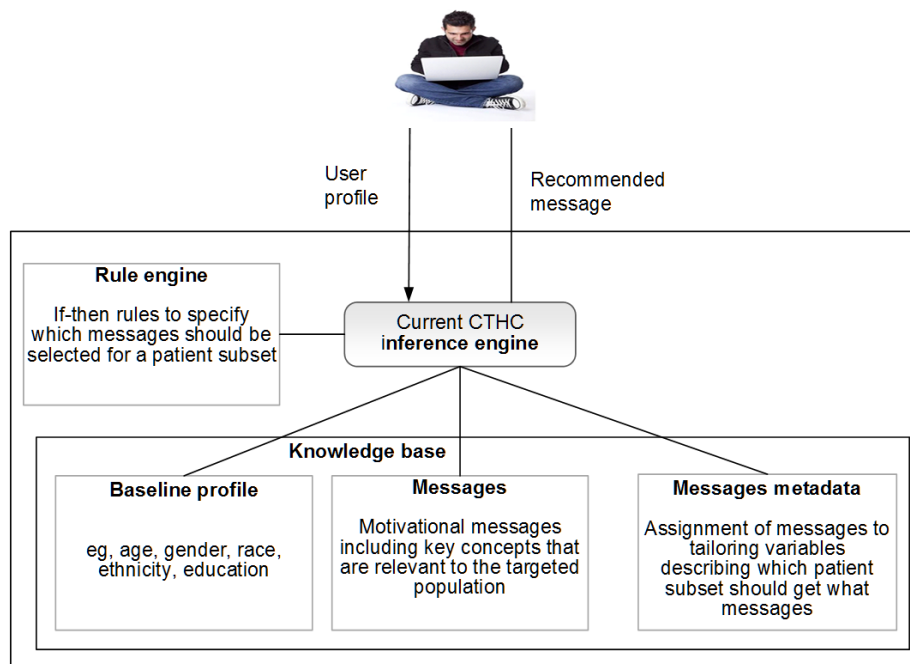 User
profile
Recommended
message
Rule engine
If-then rules to specify
which messages should be
selected for a patient subset
Current CTHC
inference engine
Knowledge base
Baseline profile
eg, age, gender, race,
ethnicity, education
Messages
Motivational messages
including key concepts that
are relevant to the targeted
population
Messages metadata
Assignment of messages to
tailoring variables
describing which patient
subset should get what
messages